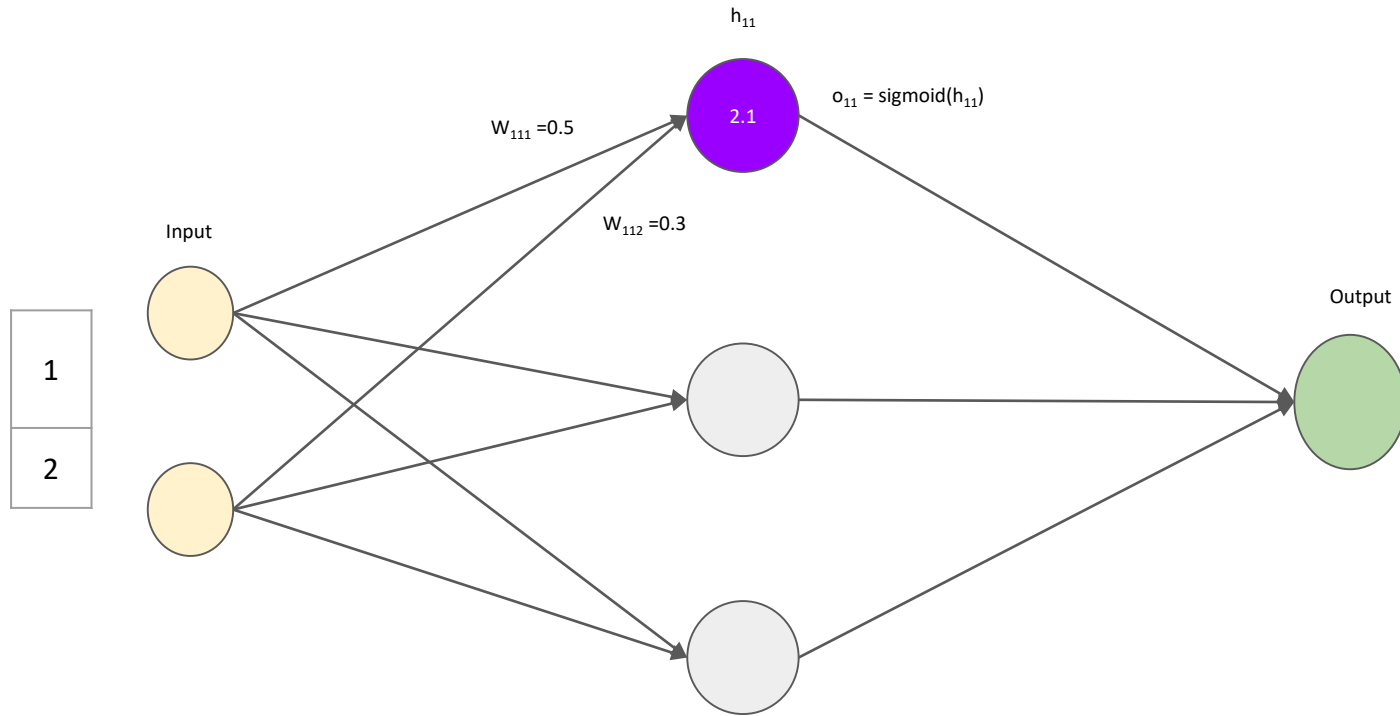 h₁₁
2.1
o₁₁ = sigmoid(h₁₁)
W₁₁₁ =0.5
W₁₁₂ =0.3
Input
Output
1
2